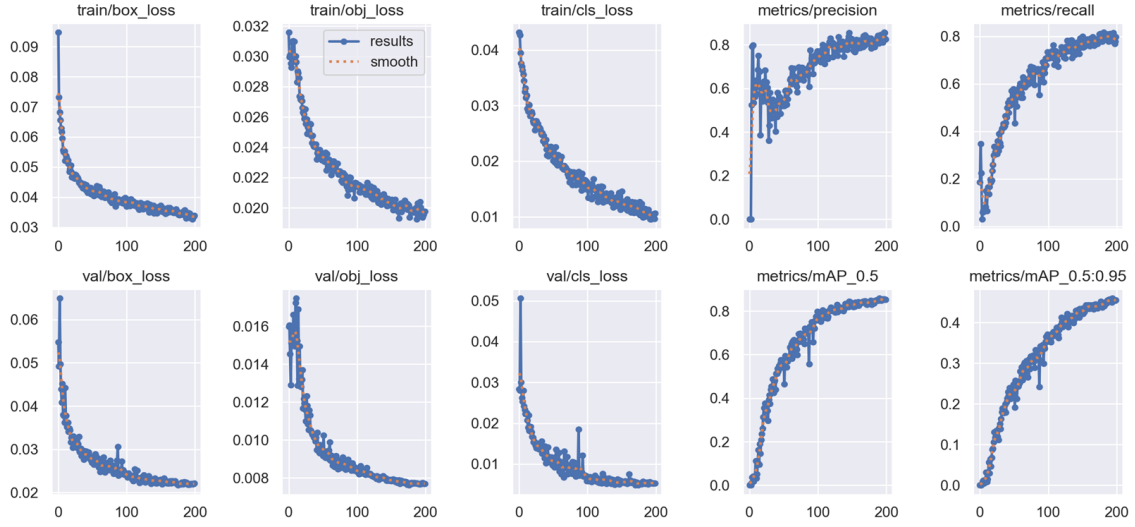 train/box_loss train/obj_loss train/cls_loss metrics/precision metrics/recall
0.09 0.08 0.07 0.06 0.05 0.04 0.03
0 100 200
0.032 0.030 0.028 0.026 0.024 0.022 0.020
results
smooth
0 100 200
0.04 0.03 0.02 0.01
0 100 200
0.8 0.6 0.4 0.2 0.0
0 100 200
0.8 0.6 0.4 0.2 0.0
0 100 200
val/box_loss val/obj_loss val/cls_loss metrics/mAP_0.5 metrics/mAP_0.5:0.95
0.06 0.05 0.04 0.03 0.02
0 100 200
0.016 0.014 0.012 0.010 0.008
0 100 200
0.05 0.04 0.03 0.02 0.01
0 100 200
0.8 0.6 0.4 0.2 0.0
0 100 200
0.4 0.3 0.2 0.1 0.0
0 100 200